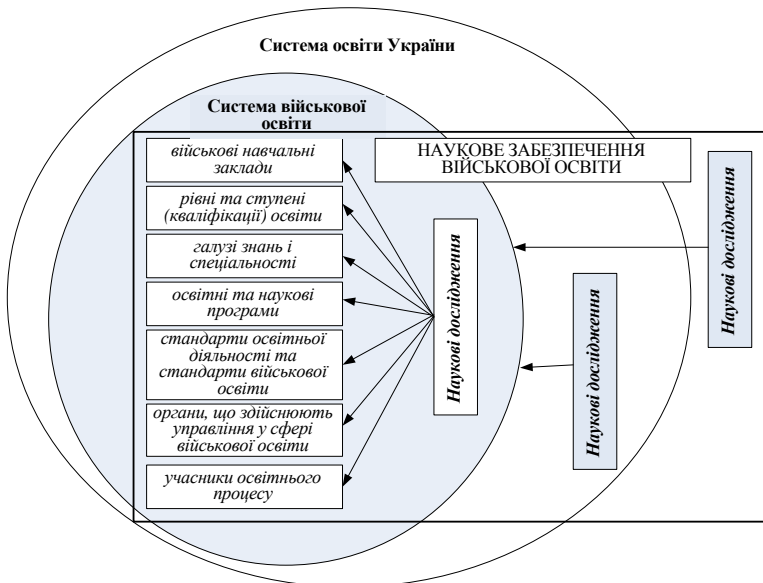 Система освіти України
Система військової
освіти
НАУКОВЕ ЗАБЕЗПЕЧЕННЯ
ВІЙСЬКОВОЇ ОСВІТИ
військові навчальні
заклади
рівні та ступені
(кваліфікації) освіти
галузі знань і
спеціальності
освітні та наукові
програми
стандарти освітньої
діяльності та
стандарти військової
освіти
органи, що здійснюють
управління у сфері
військової освіти
учасники освітнього
процесу
Наукові дослідження
Наукові дослідження
Наукові дослідження